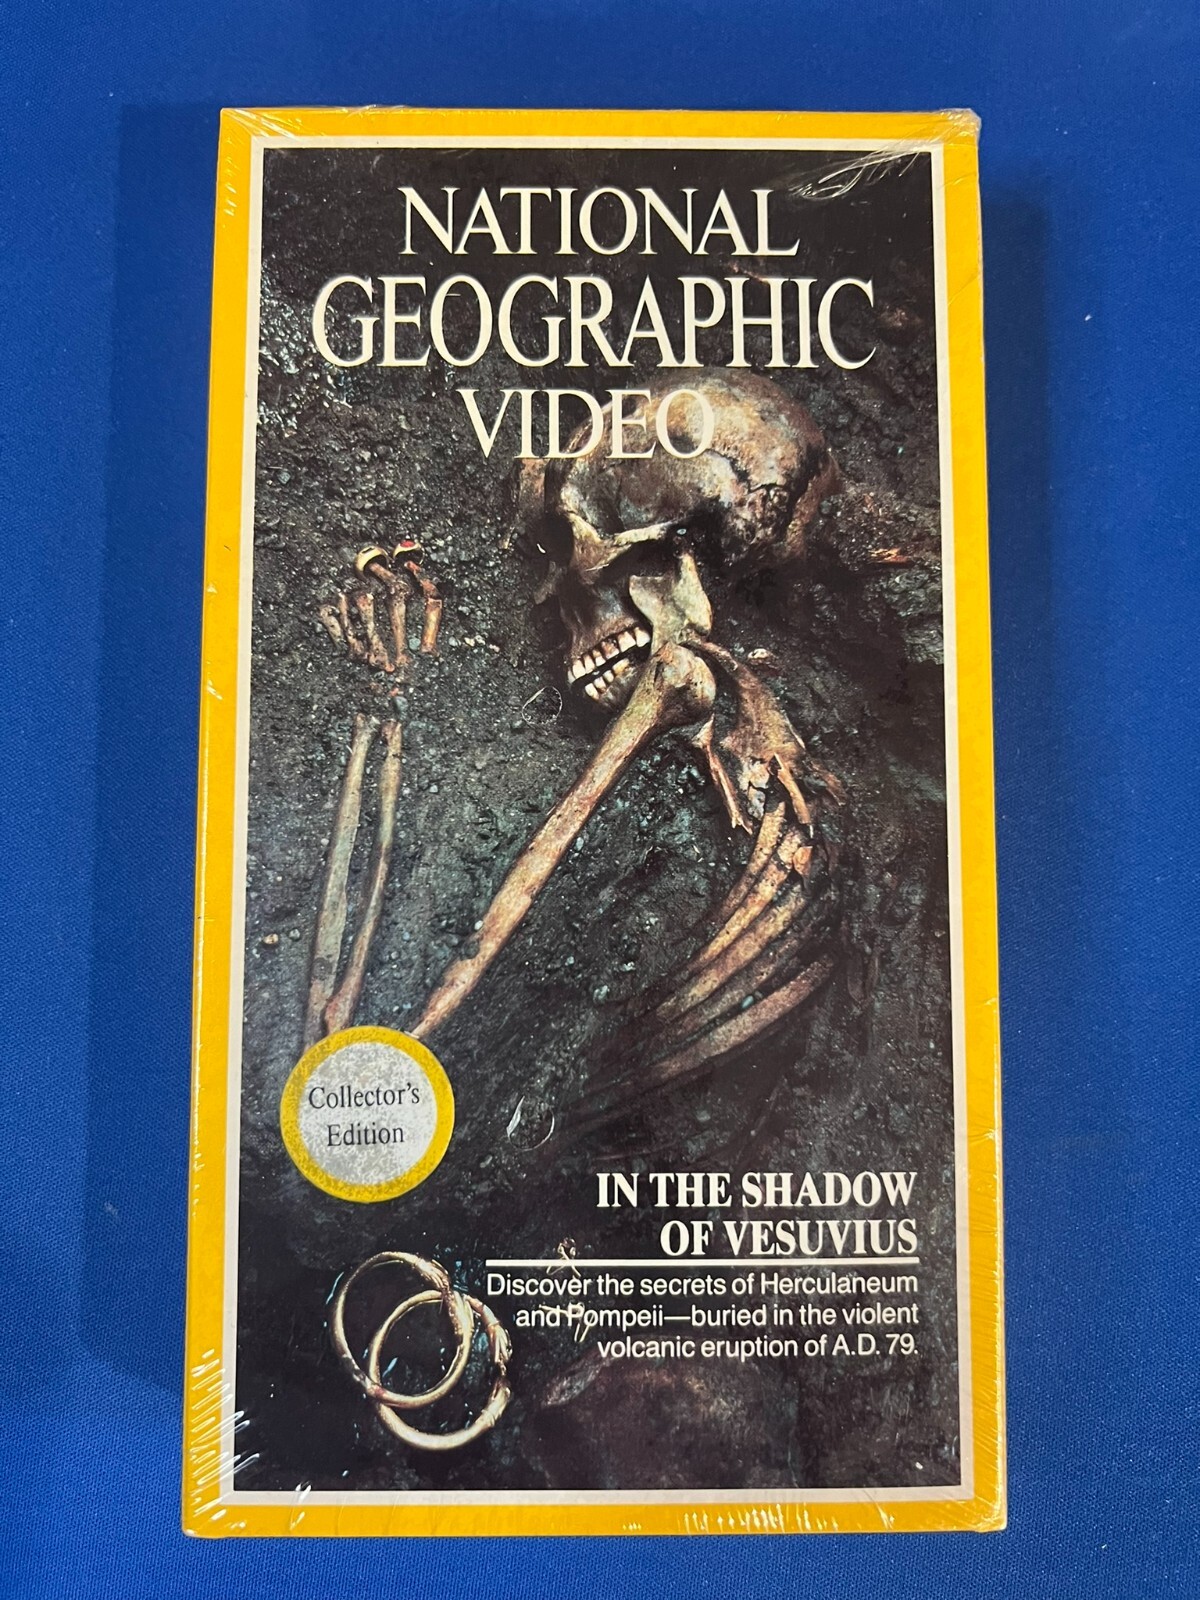 NATIONAL
GEOGRAPHIC
VIDEO
Collector's
Edition
IN THE SHADOW
OF VESUVIUS
Discover the secrets of Herculaneum
and Pompeii—buried in the violent
volcanic eruption of A.D. 79.